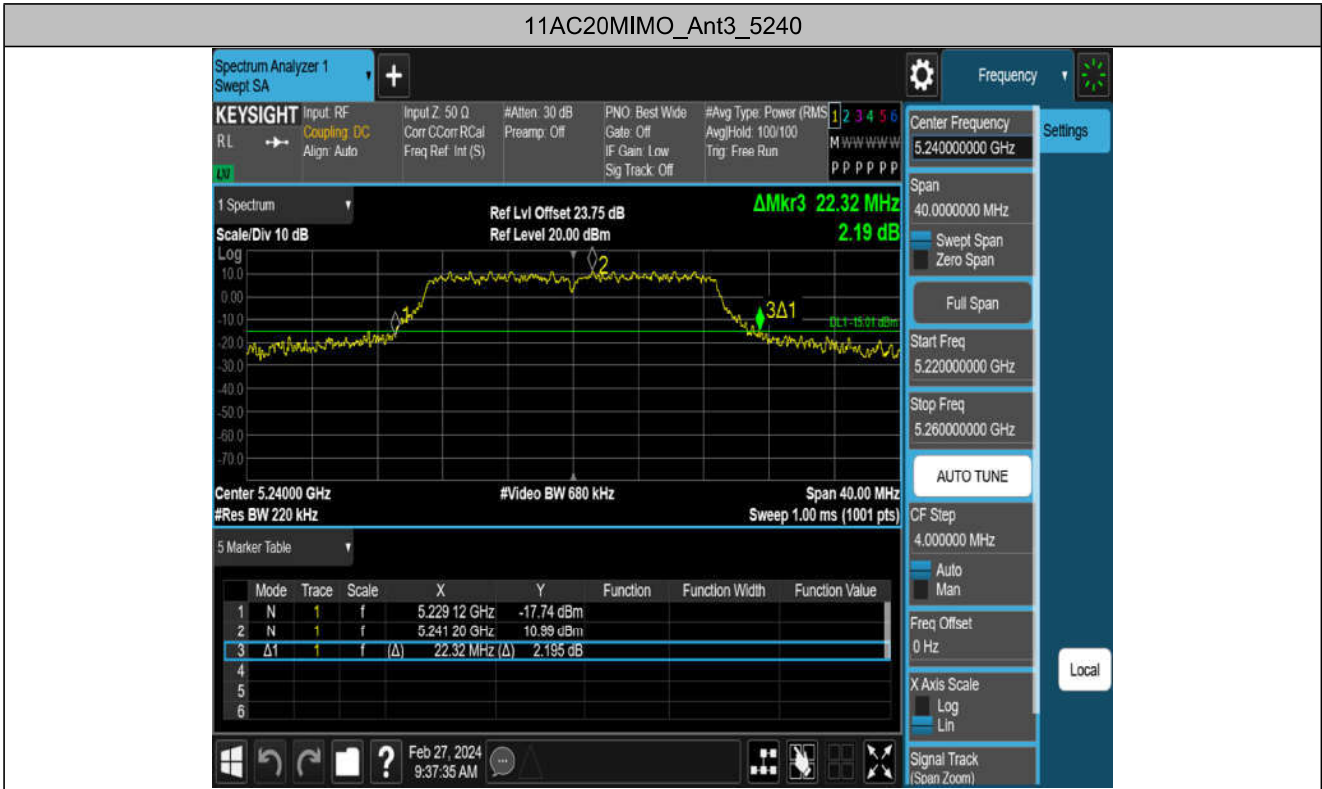 11AC20MIMO_Ant3_5240
Spectrum Analyzer 1
Swept SA
+
Frequency
KEYSIGHT
RL
LXI
Input: RF
Coupling: DC
Align: Auto
Input Z: 50 Ω
Corr CCorr RCal
Freq Ref: Int (S)
#Atten: 30 dB
Preamp: Off
PNO: Best Wide
Gate: Off
IF Gain: Low
Sig Track: Off
#Avg Type: Power (RMS
Avg|Hold: 100/100
Trig: Free Run
1 2 3 4 5 6
M W W W W W
P P P P P P
1 Spectrum
Scale/Div 10 dB
Ref Lvl Offset 23.75 dB
Ref Level 20.00 dBm
ΔMkr3 22.32 MHz
2.19 dB
Log
10.0
0.00
-10.0
-20.0
-30.0
-40.0
-50.0
-60.0
-70.0
1
2
3Δ1
DL1 -15.01 dBm
Center 5.24000 GHz
#Res BW 220 kHz
#Video BW 680 kHz
Span 40.00 MHz
Sweep 1.00 ms (1001 pts)
5 Marker Table
Mode Trace Scale X Y Function Function Width Function Value
1 N 1 f 5.229 12 GHz -17.74 dBm
2 N 1 f 5.241 20 GHz 10.99 dBm
3 Δ1 1 f (Δ) 22.32 MHz (Δ) 2.195 dB
4
5
6
Feb 27, 2024
9:37:35 AM
Center Frequency
5.240000000 GHz
Settings
Span
40.0000000 MHz
Swept Span
Zero Span
Full Span
Start Freq
5.220000000 GHz
Stop Freq
5.260000000 GHz
AUTO TUNE
CF Step
4.000000 MHz
Auto
Man
Freq Offset
0 Hz
Local
X Axis Scale
Log
Lin
Signal Track
(Span Zoom)